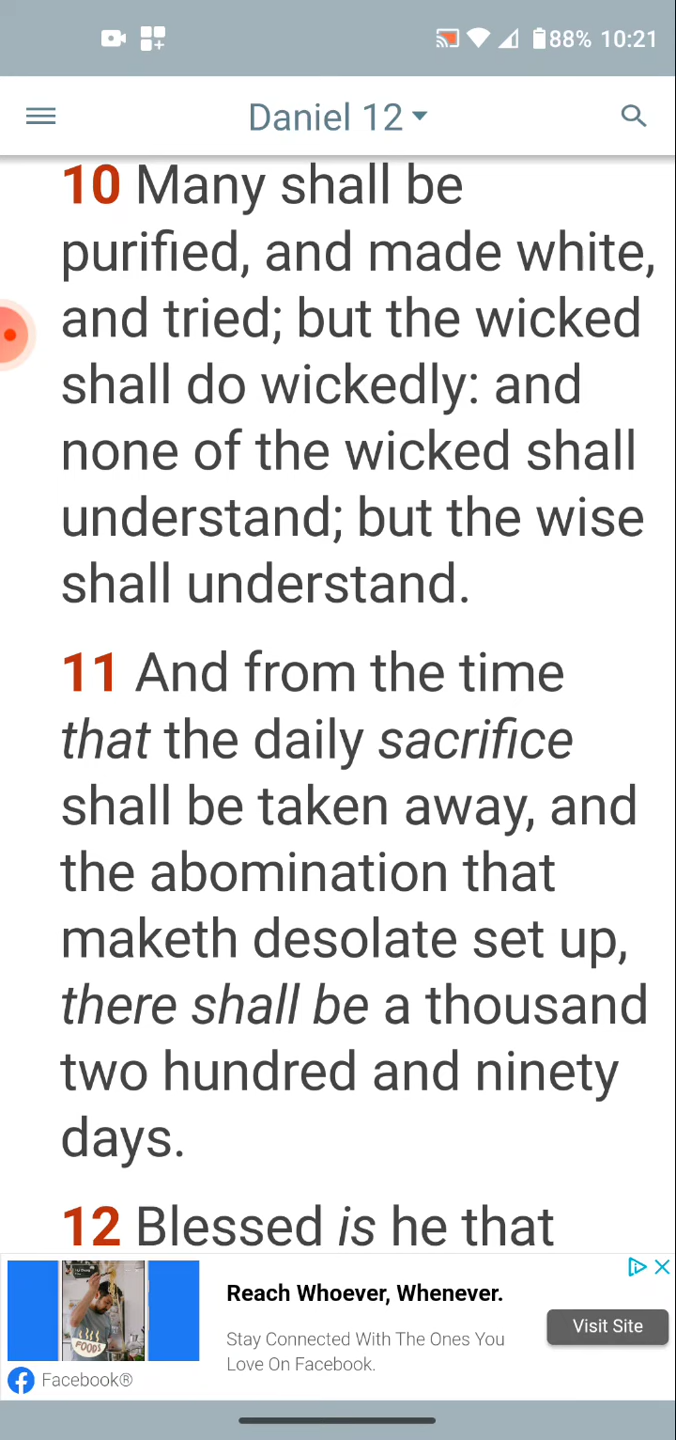 88% 10:21
Daniel 12
10 Many shall be
purified, and made white,
and tried; but the wicked
shall do wickedly: and
none of the wicked shall
understand; but the wise
shall understand.
11 And from the time
that the daily sacrifice
shall be taken away, and
the abomination that
maketh desolate set up,
there shall be a thousand
two hundred and ninety
days.
12 Blessed is he that
FOODS
Facebook®
Reach Whoever, Whenever.
Stay Connected With The Ones You
Love On Facebook.
Visit Site